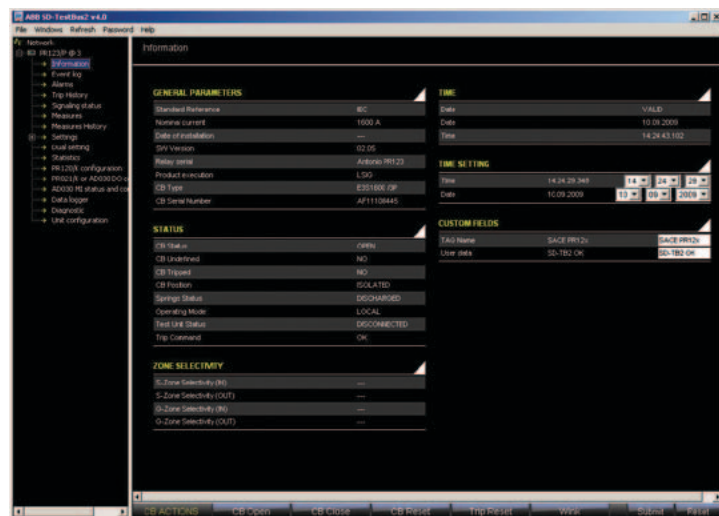 ABB SD-TestBus2 v4.0
File Windows Refresh Password Help
Network
PR123/P @ 3
Information
Event log
Alarms
Trip History
Signaling status
Measures
Measures History
Settings
Dual setting
Statistics
PR120/K configuration
PR021/K or AD030 DO c
AD030 MI status and co
Data logger
Diagnostic
Unit configuration
Information
GENERAL PARAMETERS
Standard Reference IEC
Nominal current 1600 A
Date of installation ---
SW Version 02.05
Relay serial Antonio PR123
Product execution LSIG
CB Type
CB Serial Number
STATUS
CB Status OPEN
CB Undefined NO
CB Tripped NO
CB Position ISOLATED
Springs Status DISCHARGED
Operating Mode LOCAL
Test Unit Status DISCONNECTED
Trip Command OK
ZONE SELECTIVITY
S-Zone Selectivity (IN) ---
S-Zone Selectivity (OUT) ---
G-Zone Selectivity (IN) ---
G-Zone Selectivity (OUT) ---
TIME
Date VALID
Date 10.09.2009
Time 14.24.43.102
TIME SETTING
Time 14 24 28
Date 10.09.2009 13 09 2009
CUSTOM FIELDS
TAG Name SACE PR12x SACE PR12x
User data SD-TB2 OK SD-TB2 OK
CB ACTIONS CB Open CB Close CB Reset Trip Reset Wink Submit Reset